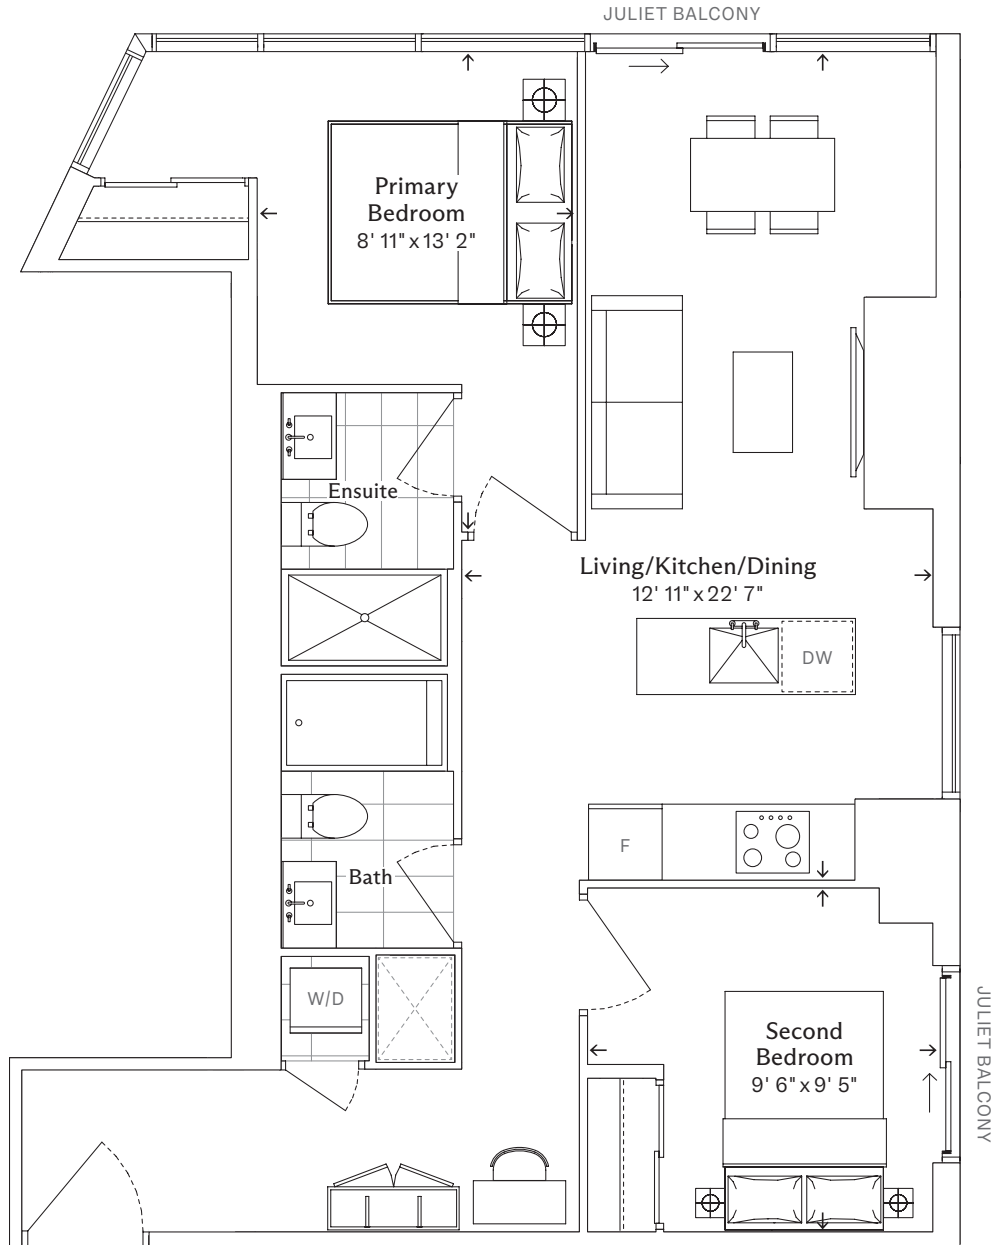 JULIET BALCONY
Primary
Bedroom
8' 11" x 13' 2"
Ensuite
Living/Kitchen/Dining
12' 11" x 22' 7"
DW
F
Bath
W/D
Second
Bedroom
9' 6" x 9' 5"
JULIET BALCONY